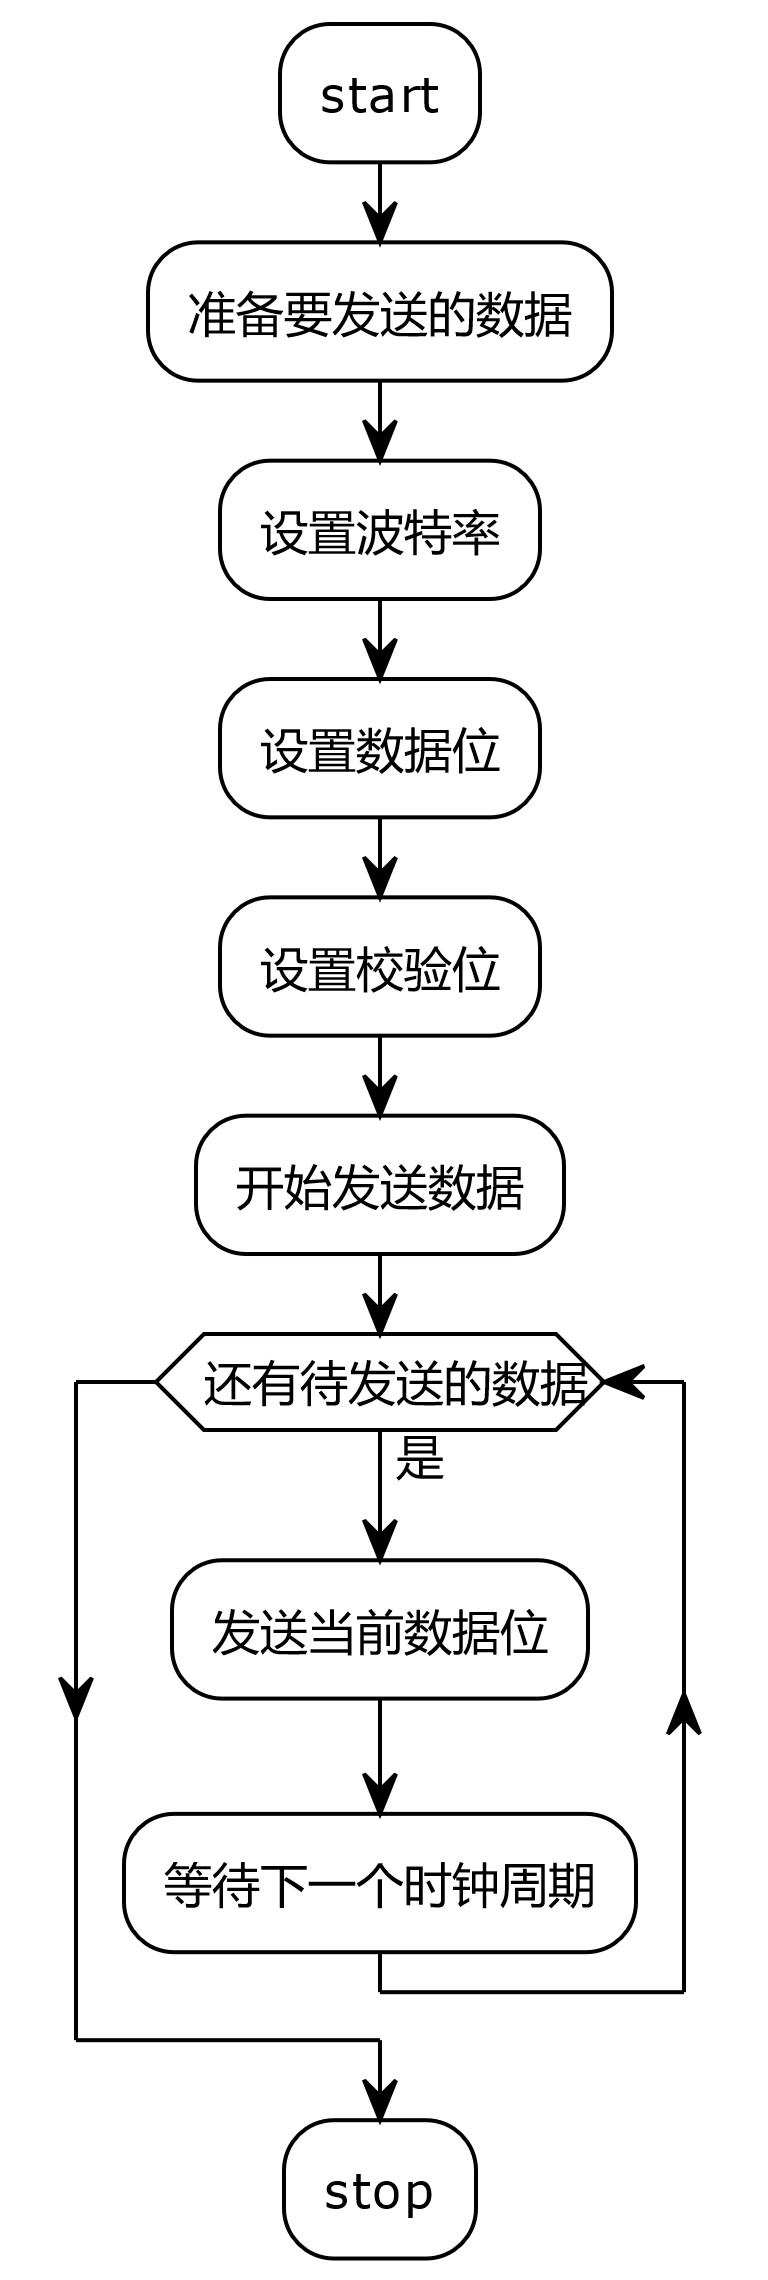 start
准备要发送的数据
设置波特率
设置数据位
设置校验位
开始发送数据
还有待发送的数据
是
发送当前数据位
等待下一个时钟周期
stop